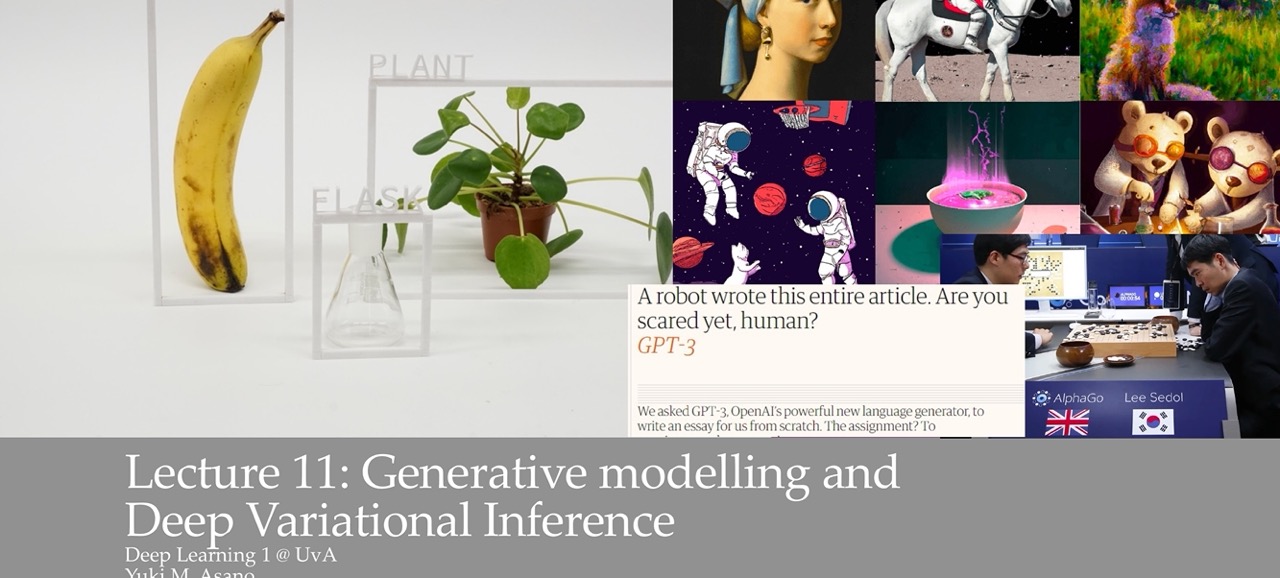 PLANT
FLASK
A robot wrote this entire article. Are you
scared yet, human?
GPT-3
We asked GPT-3, OpenAI's powerful new language generator, to
write an essay for us from scratch. The assignment? To
AlphaGo
Lee Sedol
Lecture 11: Generative modelling and
Deep Variational Inference
Deep Learning 1 @ UvA
Yuki M. Asano